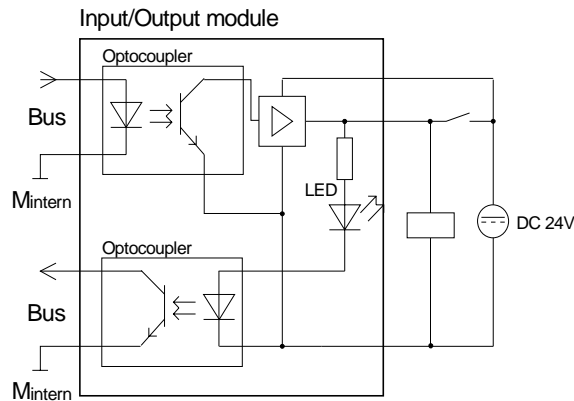 Input/Output module
Optocoupler
Bus
Mintern
LED
DC 24V
Optocoupler
Bus
Mintern